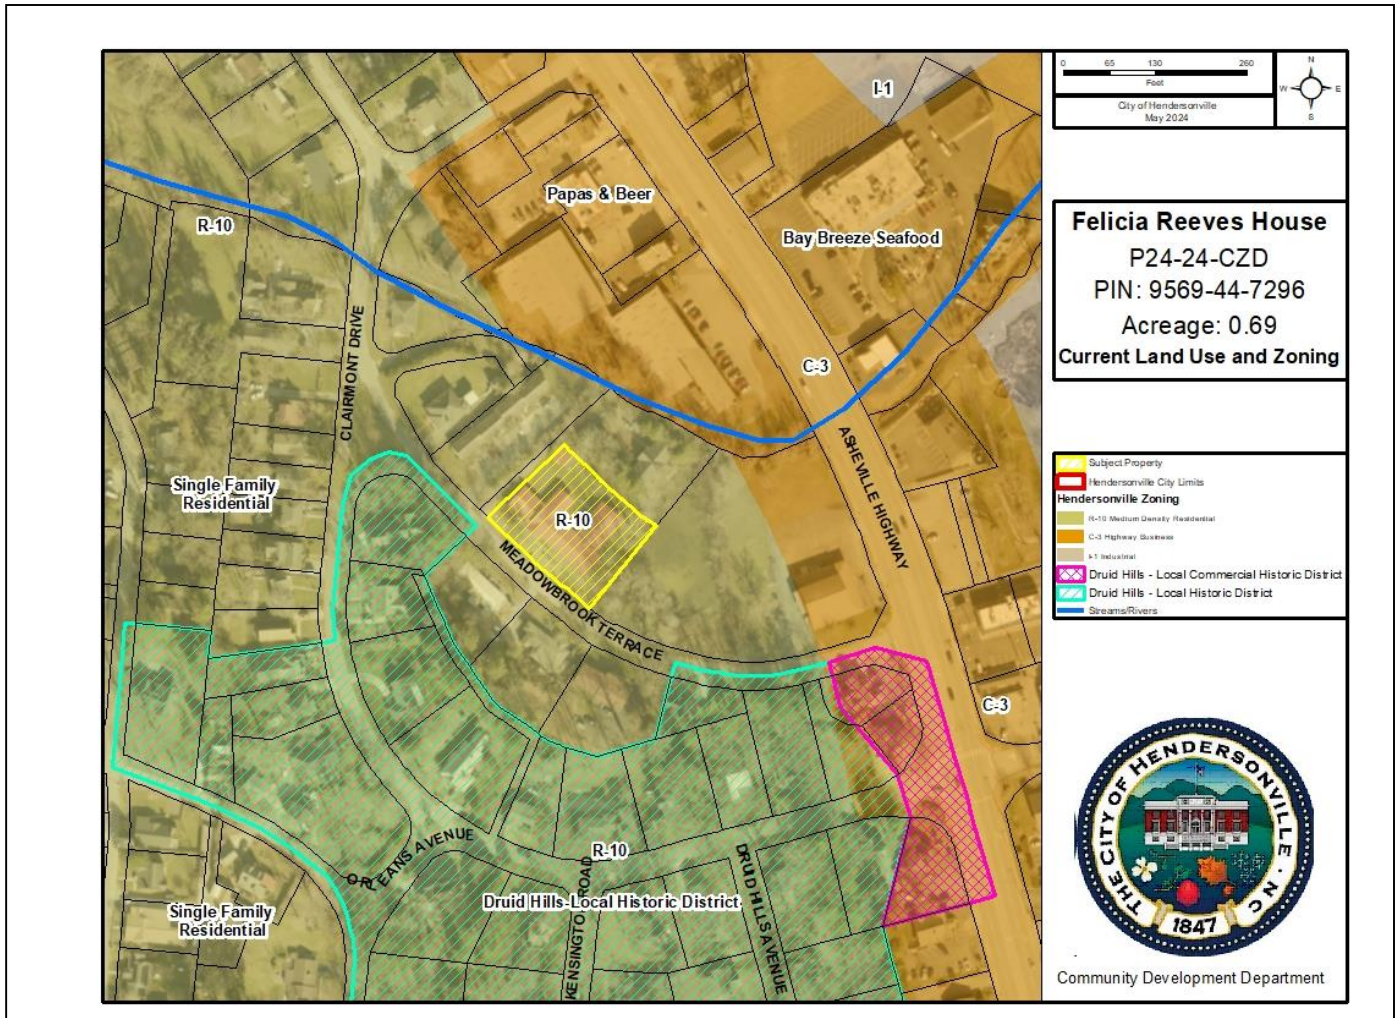 I-1
Papas & Beer
R-10
Bay Breeze Seafood
CLAIRMONT DRIVE
C-3
ASHEVILLE HIGHWAY
Single Family
Residential
R-10
MEADOWBROOK TERRACE
C-3
ORLEANS AVENUE
R-10
KENSINGTON ROAD
DRUID HILLS AVENUE
Druid Hills-Local Historic District
Single Family
Residential
0 65 130 260
Feet
City of Hendersonville
May 2024
N
W E
S
Felicia Reeves House
P24-24-CZD
PIN: 9569-44-7296
Acreage: 0.69
Current Land Use and Zoning
Subject Property
Hendersonville City Limits
Hendersonville Zoning
R-10 Medium Density Residential
C-3 Highway Business
I-1 Industrial
Druid Hills - Local Commercial Historic District
Druid Hills - Local Historic District
Streams/Rivers
THE CITY OF HENDERSONVILLE · NC
1847
Community Development Department